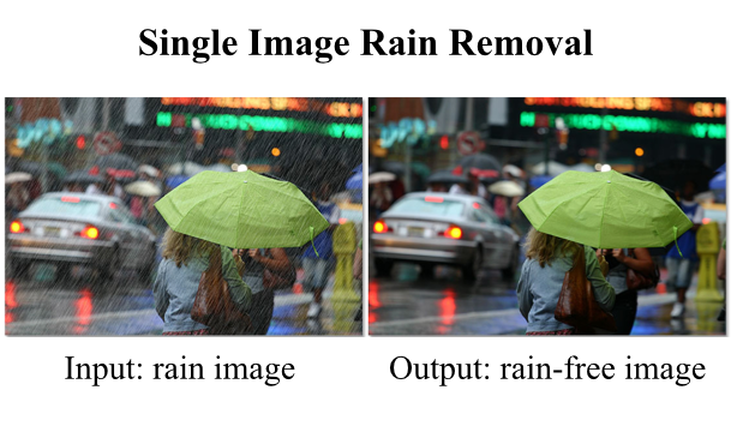 Single Image Rain Removal
Input: rain image
Output: rain-free image